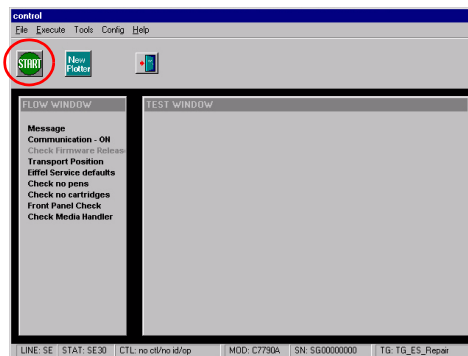 control
File Execute Tools Config Help
START
New Plotter
FLOW WINDOW
TEST WINDOW
Message
Communication - ON
Check Firmware Releas
Transport Position
Eiffel Service defaults
Check no pens
Check no cartridges
Front Panel Check
Check Media Handler
LINE: SE STAT: SE30 CTL: no ctl/no id/op MOD: C7790A SN: SG00000000 TG: TG_ES_Repair